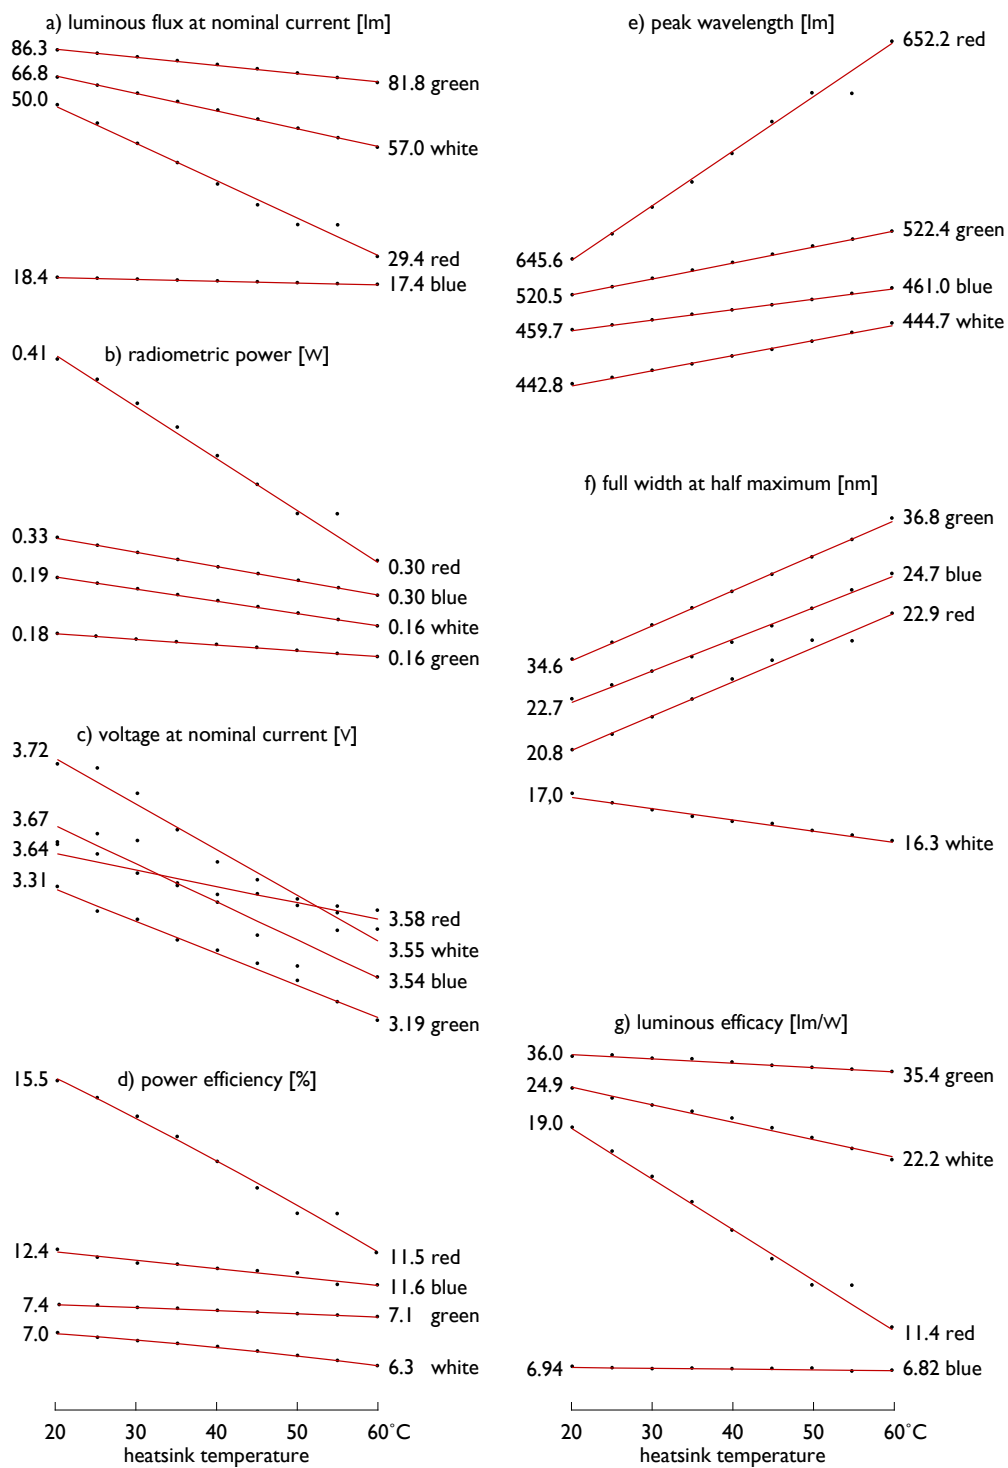 a) luminous flux at nominal current [lm]
86.3
81.8 green
66.8
57.0 white
50.0
29.4 red
18.4
17.4 blue
b) radiometric power [W]
0.41
0.30 red
0.33
0.30 blue
0.19
0.16 white
0.18
0.16 green
c) voltage at nominal current [V]
3.72
3.67
3.64
3.31
3.58 red
3.55 white
3.54 blue
3.19 green
d) power efficiency [%]
15.5
11.5 red
12.4
11.6 blue
7.4
7.1 green
7.0
6.3 white
20 30 40 50 60°C
heatsink temperature
e) peak wavelength [lm]
652.2 red
645.6
522.4 green
520.5
461.0 blue
459.7
444.7 white
442.8
f) full width at half maximum [nm]
36.8 green
34.6
24.7 blue
22.7
22.9 red
20.8
17,0
16.3 white
g) luminous efficacy [lm/W]
36.0
35.4 green
24.9
22.2 white
19.0
11.4 red
6.94
6.82 blue
20 30 40 50 60°C
heatsink temperature